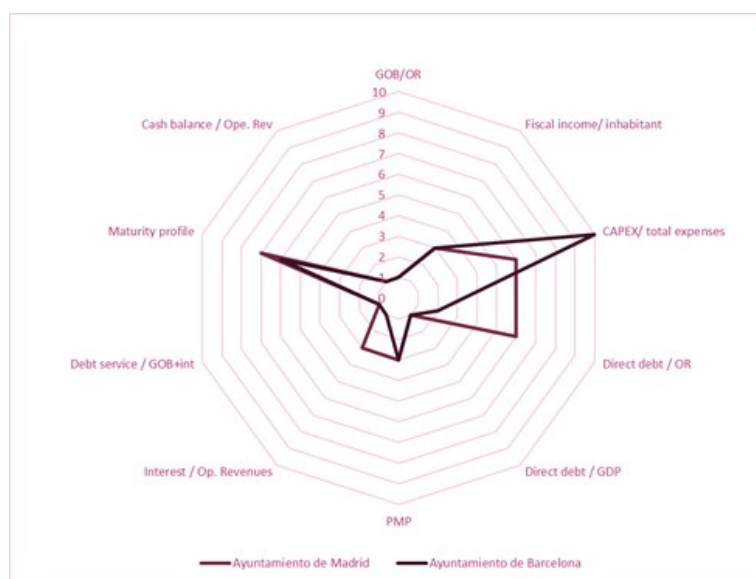 GOB/OR
10
9
8
7
6
5
4
3
2
1
0
Cash balance / Ope. Rev
Fiscal income/ inhabitant
Maturity profile
CAPEX/ total expenses
Debt service / GOB+int
Direct debt / OR
Interest / Op. Revenues
Direct debt / GDP
PMP
Ayuntamiento de Madrid
Ayuntamiento de Barcelona